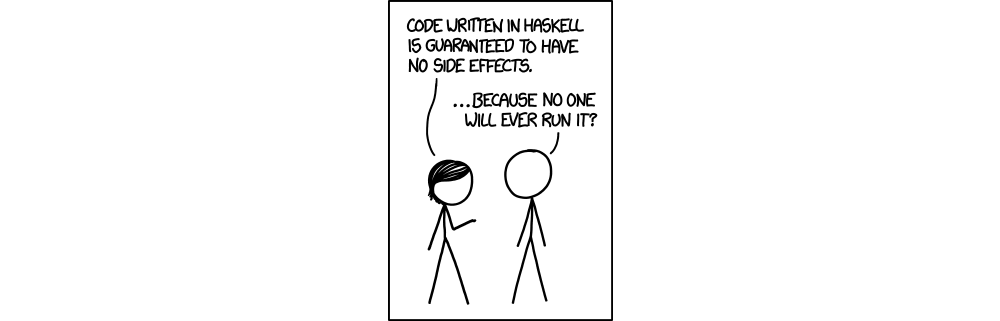 CODE WRITTEN IN HASKELL
IS GUARANTEED TO HAVE
NO SIDE EFFECTS.
...BECAUSE NO ONE
WILL EVER RUN IT?